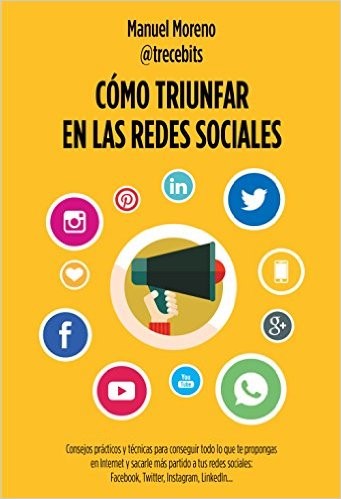 Manuel Moreno
@trecebits
CÓMO TRIUNFAR
EN LAS REDES SOCIALES
in
f
g+
You
Tube
Consejos prácticos y técnicas para conseguir todo lo que te propongas
en Internet y sacarle más partido a tus redes sociales:
Facebook, Twitter, Instagram, LinkedIn...